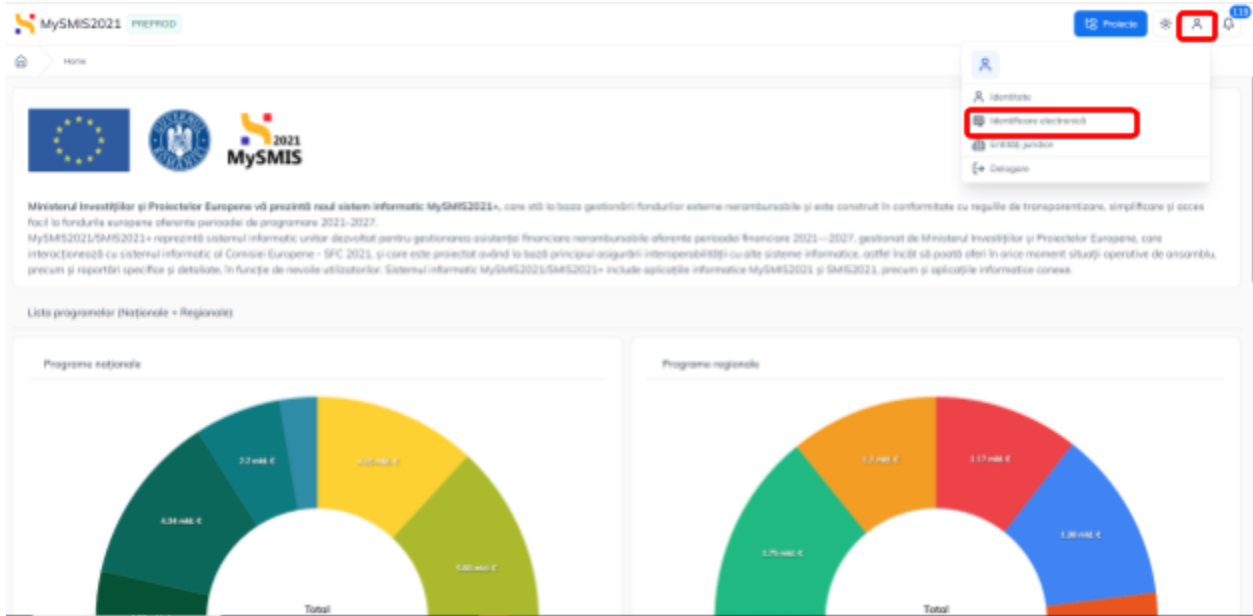 MySMIS2021 PREPROD
Proiecte
119
Home
Identitate
Identificare electronică
Entități juridice
Delogare
2021
MySMIS
Ministerul Investițiilor și Proiectelor Europene vă prezintă noul sistem informatic MySMIS2021+, care stă la baza gestionării fondurilor externe nerambursabile și este construit în conformitate cu regulile de transparentizare, simplificare și acces
facil la fondurile europene aferente perioadei de programare 2021-2027.
MySMIS2021/SMIS2021+ reprezintă sistemul informatic unitar dezvoltat pentru gestionarea asistenței financiare nerambursabile aferente perioadei financiare 2021—2027, gestionat de Ministerul Investițiilor și Proiectelor Europene, care
interacționează cu sistemul informatic al Comisiei Europene - SFC 2021, și care este proiectat având la bază principiul asigurării interoperabilității cu alte sisteme informatice, astfel încât să poată oferi în orice moment situații operative de ansamblu,
precum și raportări specifice și detaliate, în funcție de nevoile utilizatorilor. Sistemul informatic MySMIS2021/SMIS2021+ include aplicațiile informatice MySMIS2021 și SMIS2021, precum și aplicațiile informatice conexe.
Lista programelor (Naționale + Regionale)
Programe naționale
Programe regionale
2.2 mld. €
mld. €
1.17 mld. €
4.34 mld. €
1.75 mld. €
1.38 mld. €
mld. €
Total
Total